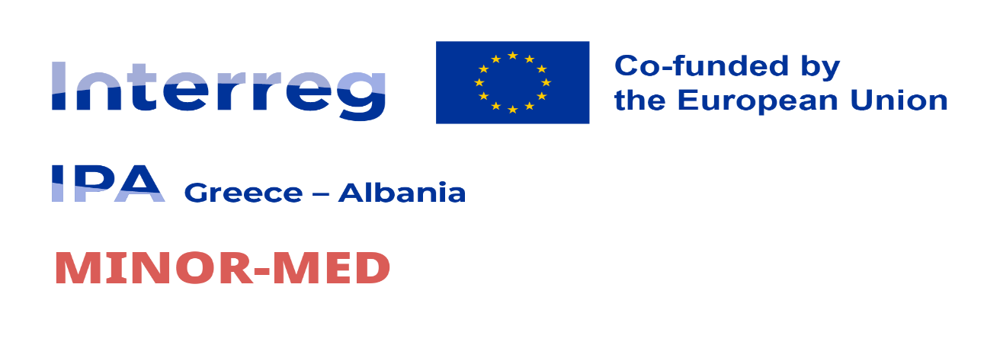 Interreg
Co-funded by
the European Union
IPA Greece – Albania
MINOR-MED